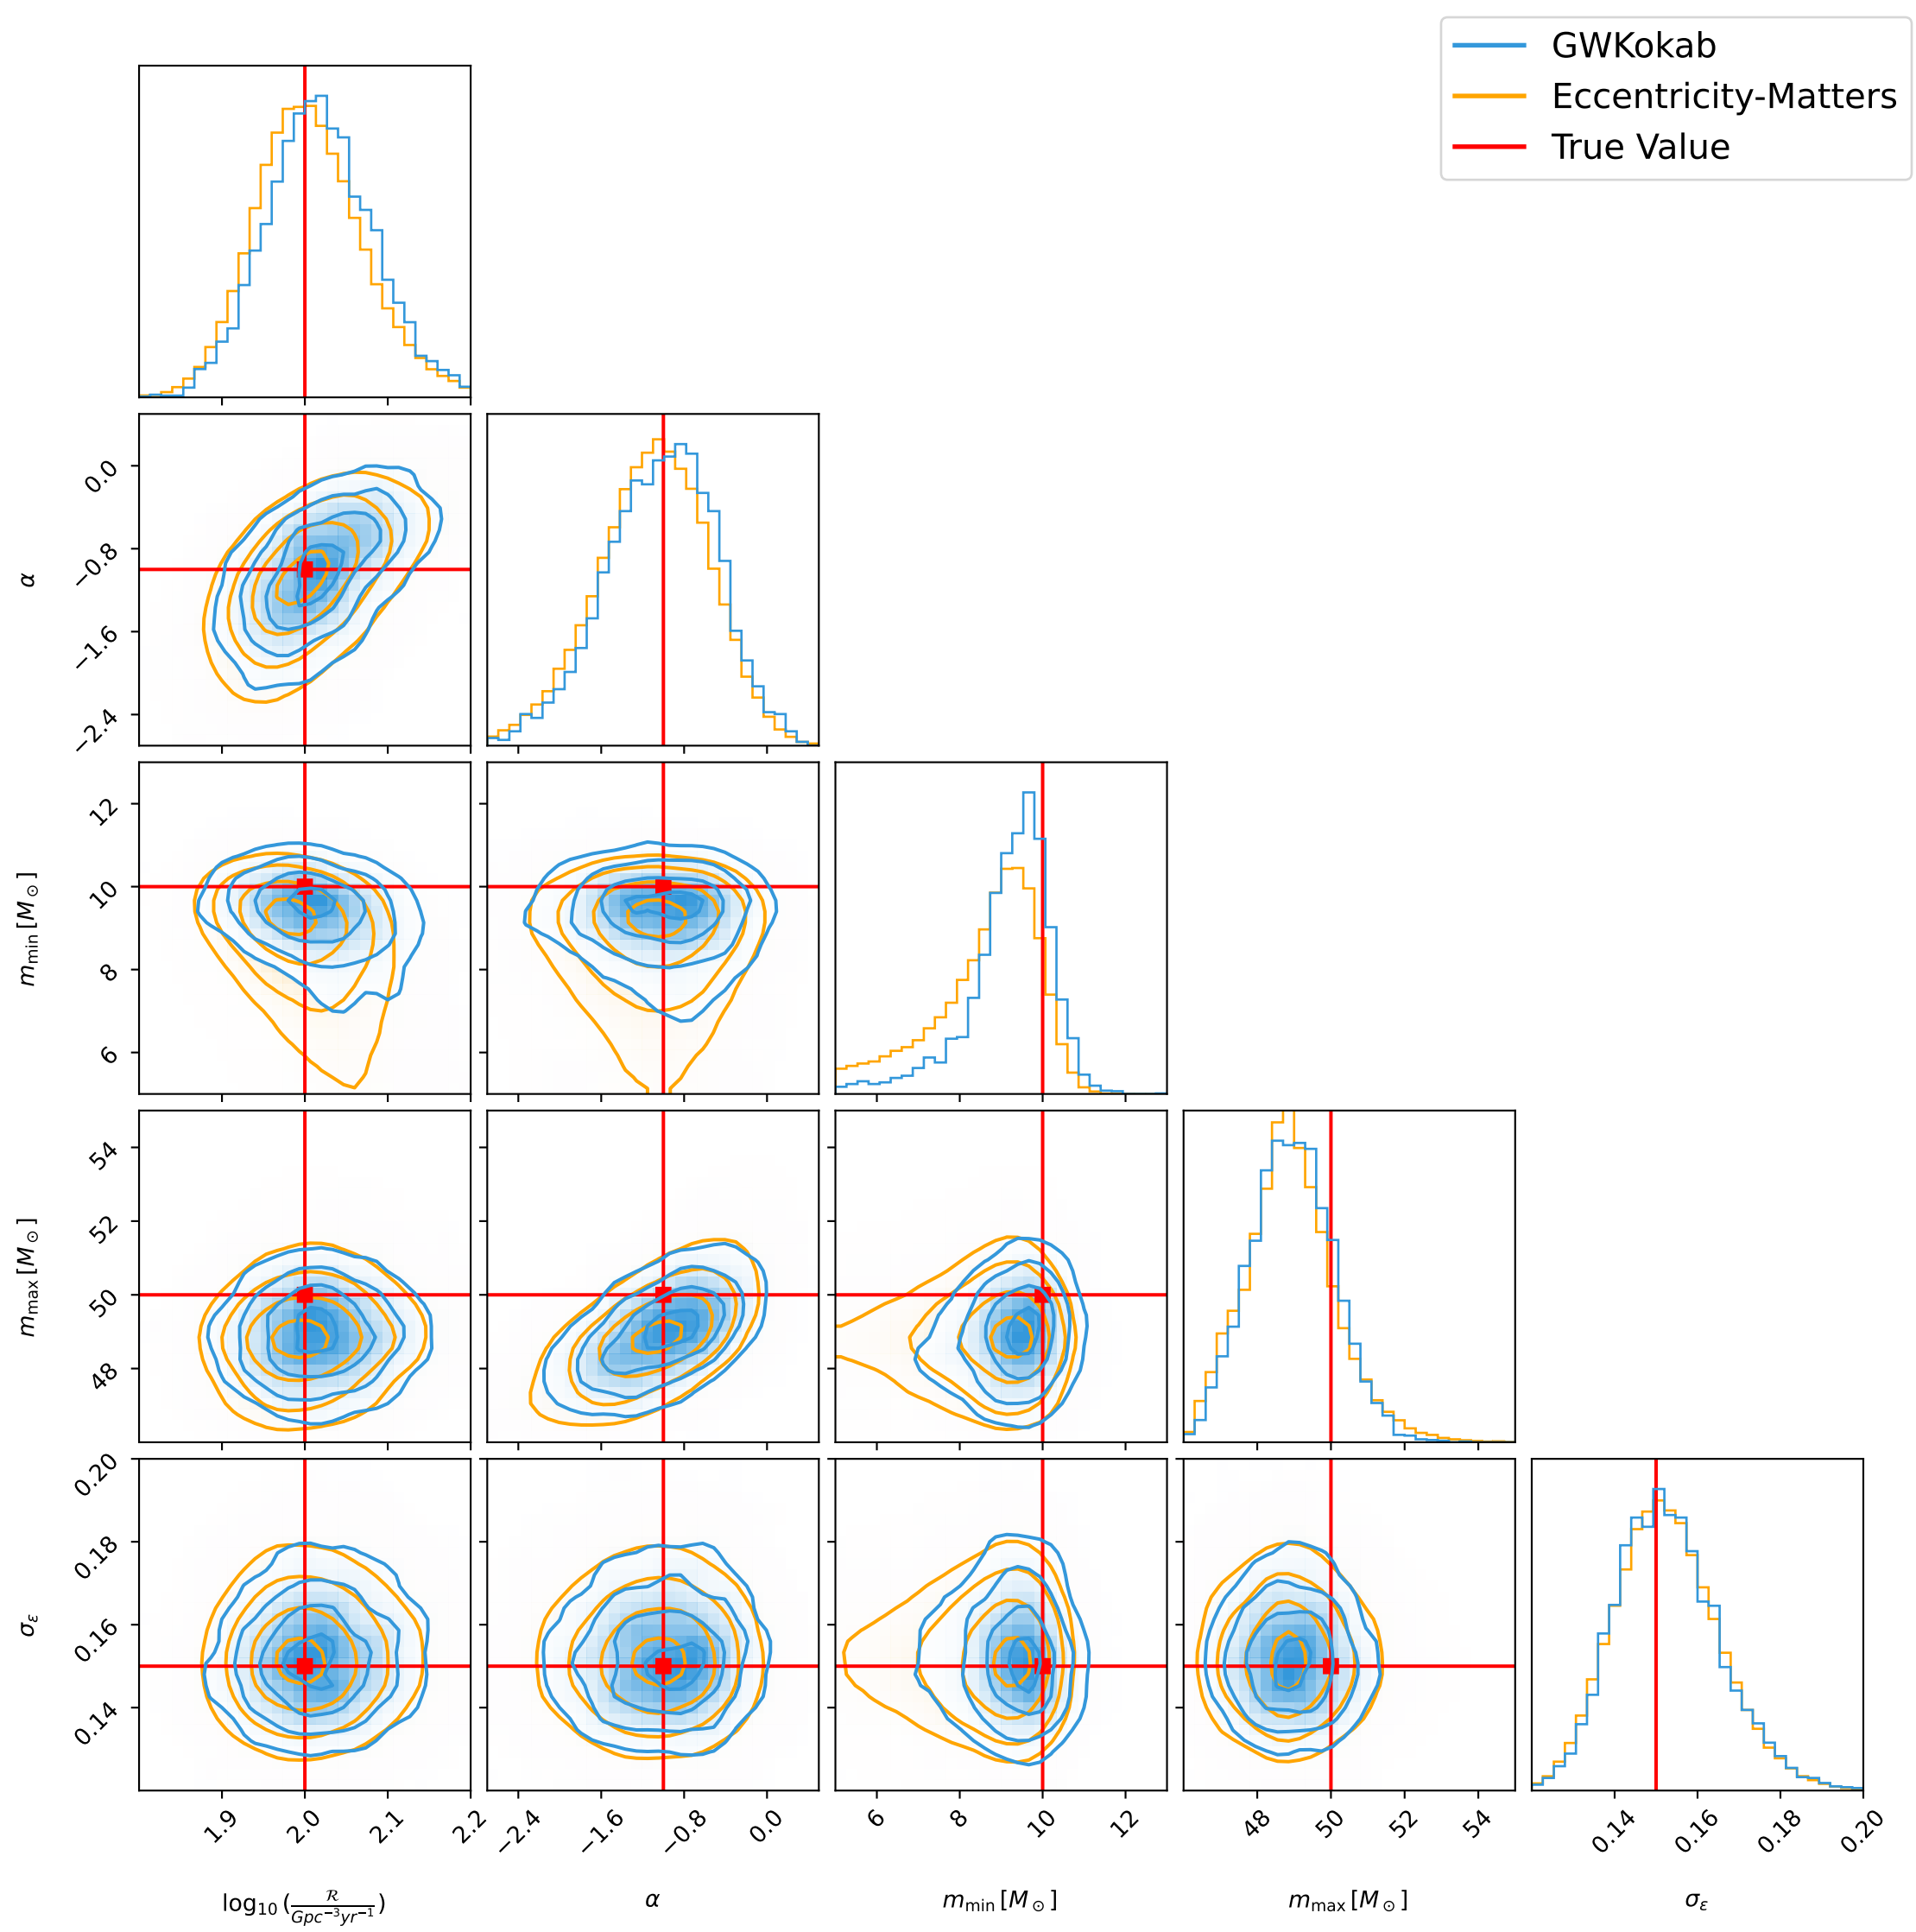 GWKokab
Eccentricity-Matters
True Value
α
0.0
−0.8
−1.6
−2.4
m_min [M_⊙]
12
10
8
6
m_max [M_⊙]
54
52
50
48
σ_ε
0.20
0.18
0.16
0.14
1.9 2.0 2.1 2.2 −2.4 −1.6 −0.8 0.0 6 8 10 12 48 50 52 54 0.14 0.16 0.18 0.20
log₁₀(ℛ/Gpc⁻³yr⁻¹) α m_min [M_⊙] m_max [M_⊙] σ_ε